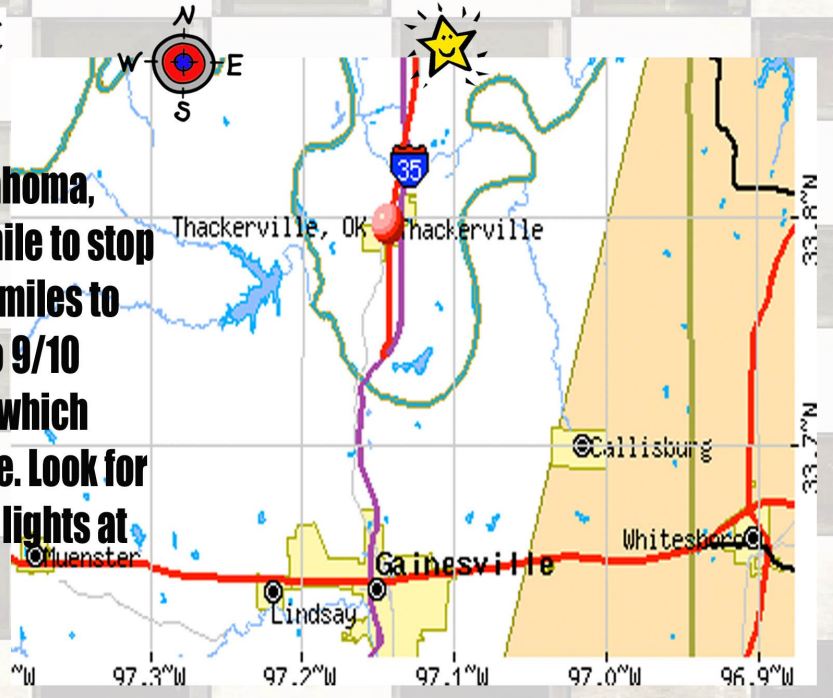 N
W E
S
35
homa,
Thackerville, OK
Thackerville
ile to stop
miles to
9/10
which
e. Look for
lights at
Callisburg
Whitesboro
Muenster
Gainesville
Lindsay
33.8°N
33.7°N
°W
97.3°W
97.2°W
97.1°W
97.0°W
96.9°W